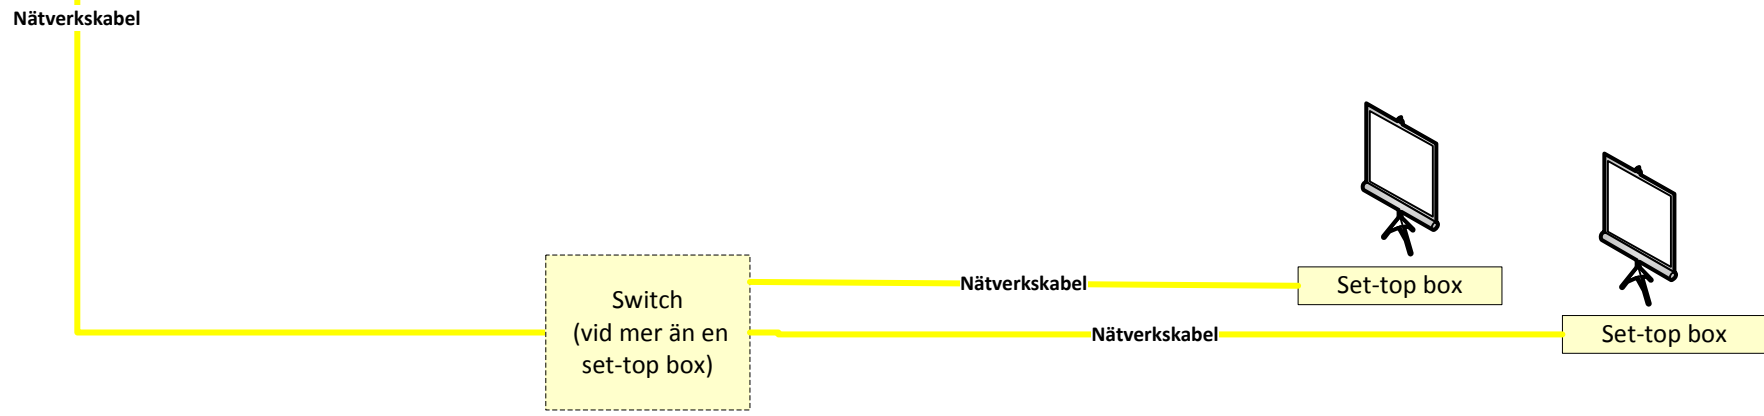 Nätverkskabel
Nätverkskabel
Set-top box
Switch
(vid mer än en
set-top box)
Nätverkskabel
Set-top box